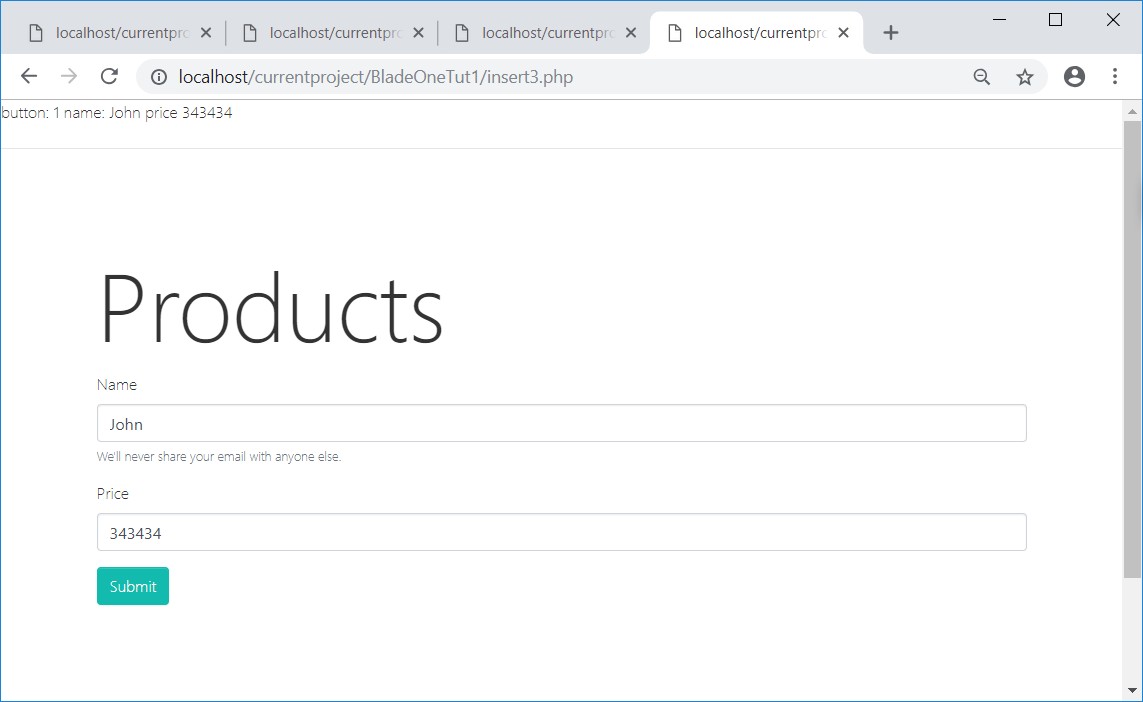 localhost/currentpro
localhost/currentpro
localhost/currentpro
localhost/currentpro
localhost/currentproject/BladeOneTut1/insert3.php
button: 1 name: John price 343434
Products
Name
John
We'll never share your email with anyone else.
Price
343434
Submit